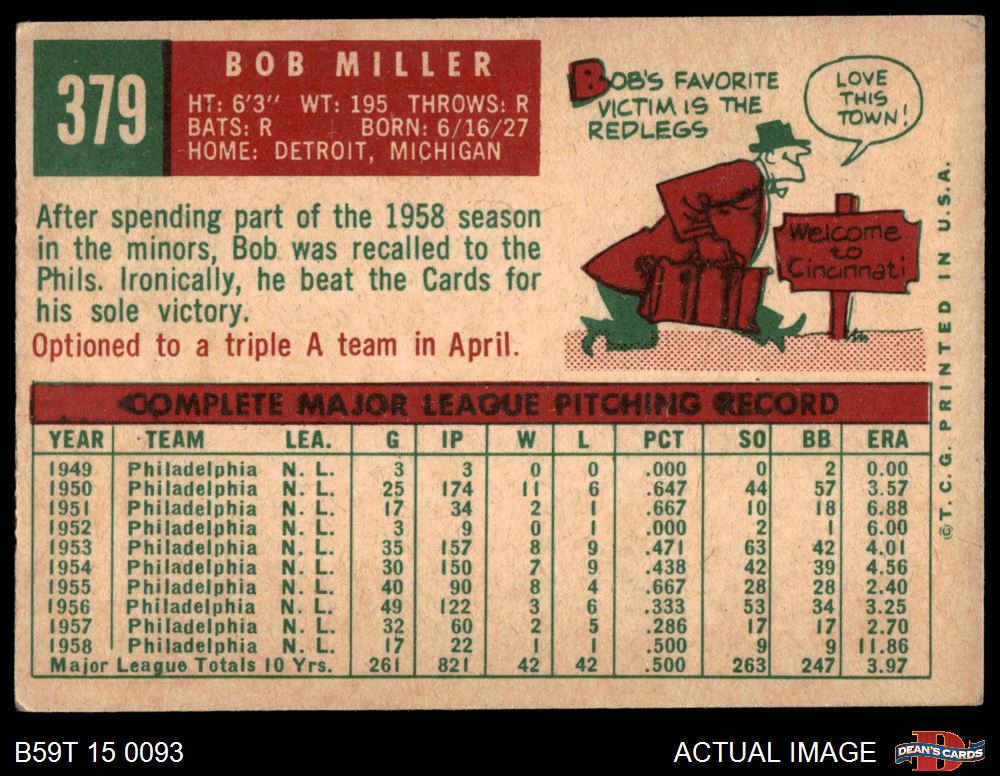 379
BOB MILLER
HT: 6'3" WT: 195 THROWS: R
BATS: R BORN: 6/16/27
HOME: DETROIT, MICHIGAN
BOB'S FAVORITE
VICTIM IS THE
REDLEGS
LOVE
THIS
TOWN!
Welcome
to
Cincinnati
After spending part of the 1958 season
in the minors, Bob was recalled to the
Phils. Ironically, he beat the Cards for
his sole victory.
Optioned to a triple A team in April.
COMPLETE MAJOR LEAGUE PITCHING RECORD
YEAR TEAM LEA. G IP W L PCT SO BB ERA
1949 Philadelphia N. L. 3 3 0 0 .000 0 2 0.00
1950 Philadelphia N. L. 25 174 11 6 .647 44 57 3.57
1951 Philadelphia N. L. 17 34 2 1 .667 10 18 6.88
1952 Philadelphia N. L. 3 9 0 1 .000 2 1 6.00
1953 Philadelphia N. L. 35 157 8 9 .471 63 42 4.01
1954 Philadelphia N. L. 30 150 7 9 .438 42 39 4.56
1955 Philadelphia N. L. 40 90 8 4 .667 28 28 2.40
1956 Philadelphia N. L. 49 122 3 6 .333 53 34 3.25
1957 Philadelphia N. L. 32 60 2 5 .286 17 17 2.70
1958 Philadelphia N. L. 17 22 1 1 .500 9 9 11.86
Major League Totals 10 Yrs. 261 821 42 42 .500 263 247 3.97
© T. C. G. PRINTED IN U.S.A.
B59T 15 0093
ACTUAL IMAGE
DEAN'S CARDS